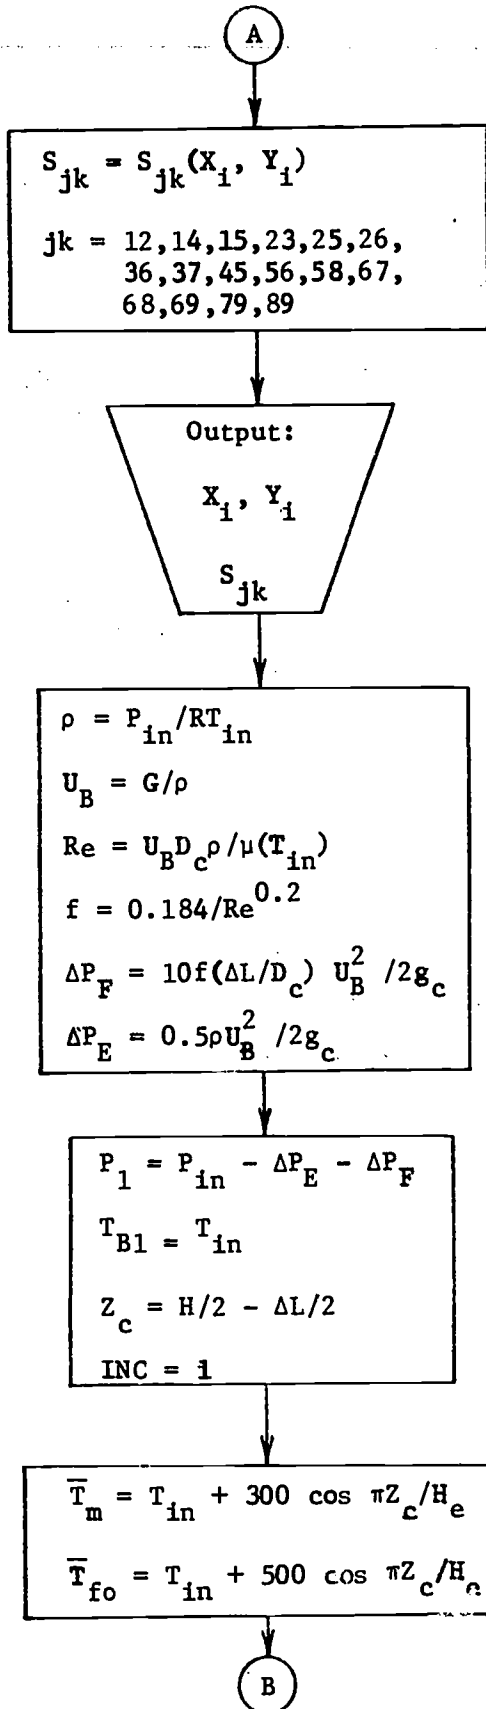 A
S_jk = S_jk(X_i, Y_i)
jk = 12,14,15,23,25,26,
36,37,45,56,58,67,
68,69,79,89
Output:
X_i, Y_i
S_jk
ρ = P_in/RT_in
U_B = G/ρ
Re = U_B D_c ρ/μ(T_in)
f = 0.184/Re^0.2
ΔP_F = 10f(ΔL/D_c) U_B^2 /2g_c
ΔP_E = 0.5ρU_B^2 /2g_c
P_1 = P_in - ΔP_E - ΔP_F
T_B1 = T_in
Z_c = H/2 - ΔL/2
INC = 1
T̅_m = T_in + 300 cos πZ_c/H_e
T̅_fo = T_in + 500 cos πZ_c/H_e
B